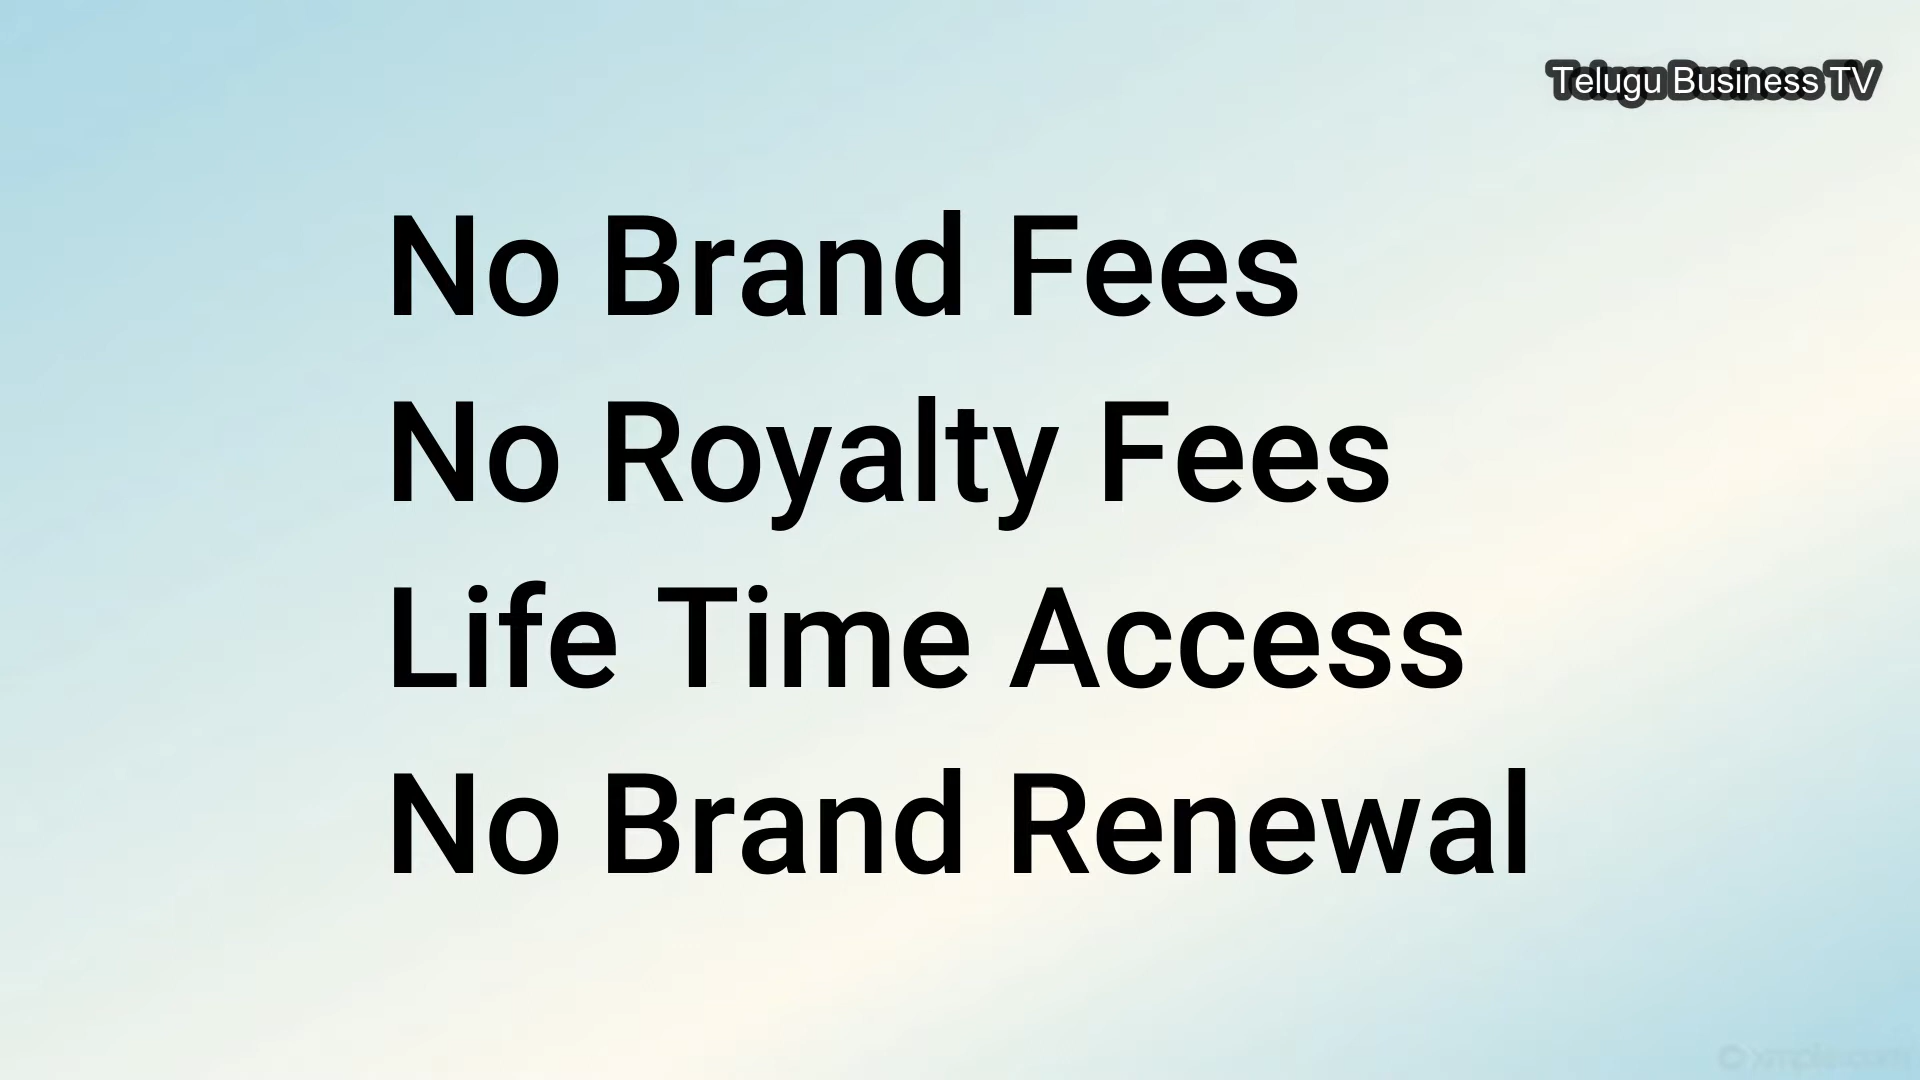 Telugu Business TV
No Brand Fees
No Royalty Fees
Life Time Access
No Brand Renewal